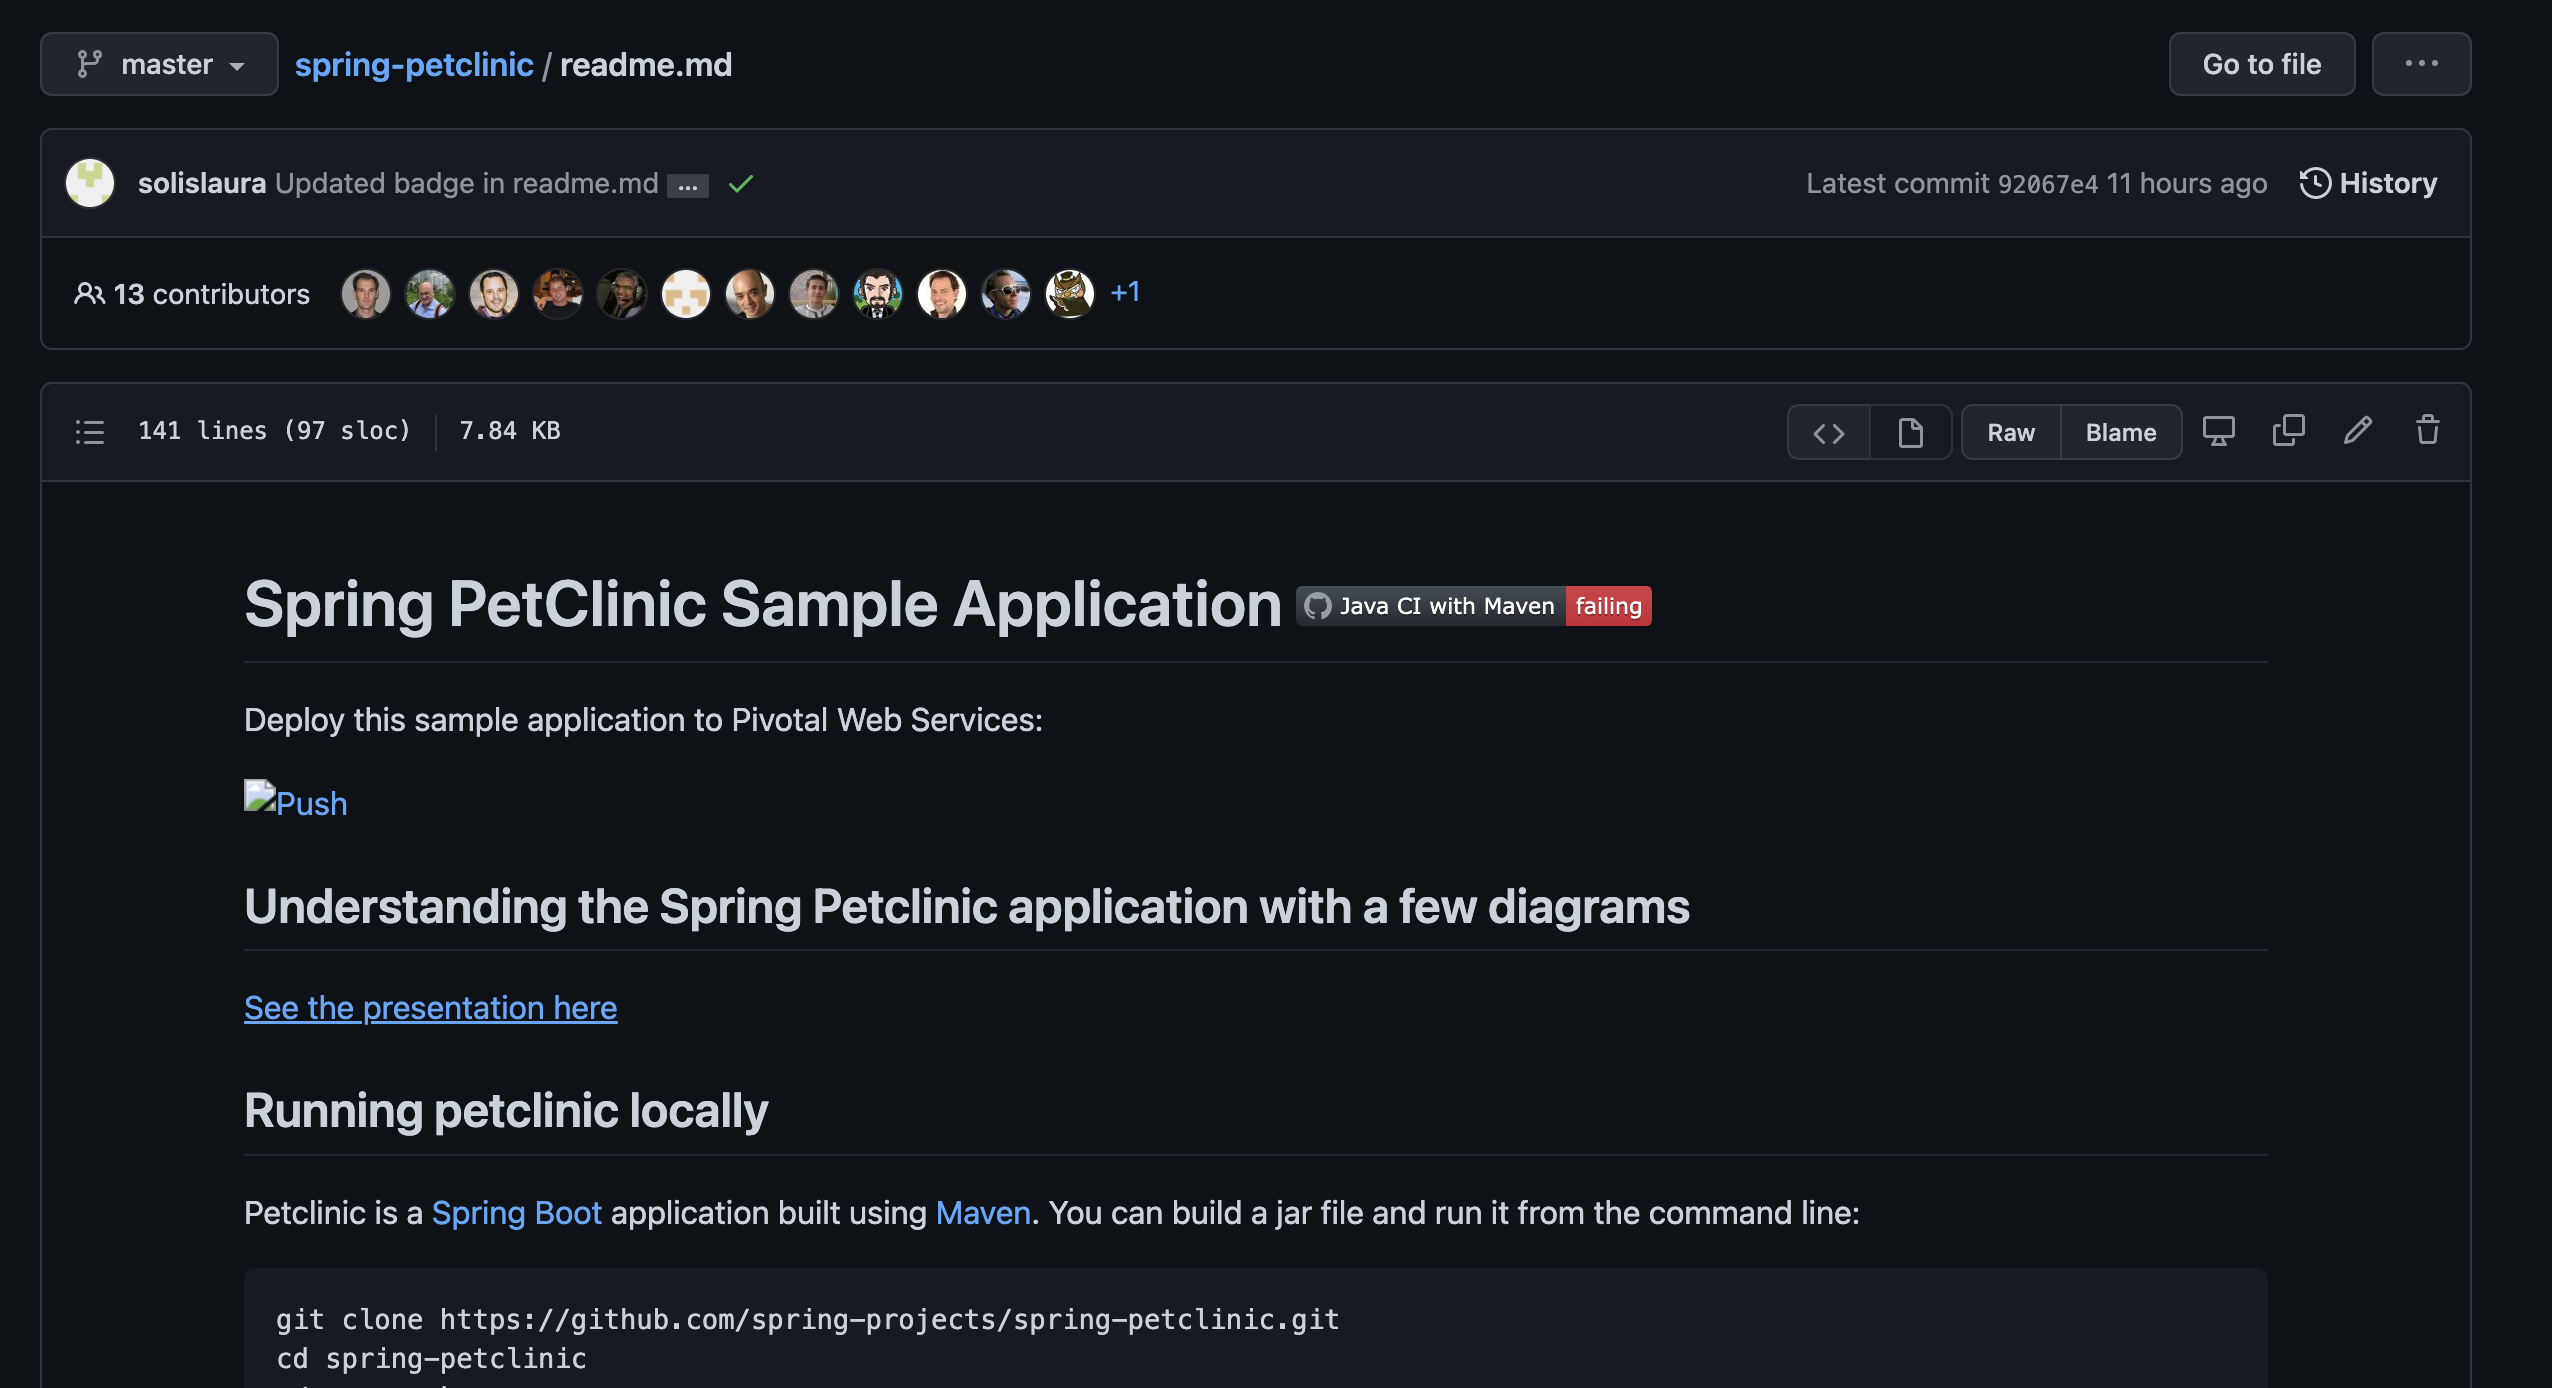 master
spring-petclinic / readme.md
Go to file
...
solislaura Updated badge in readme.md ...
Latest commit 92067e4 11 hours ago
History
13 contributors
+1
141 lines (97 sloc)
7.84 KB
<>
Raw
Blame
Spring PetClinic Sample Application
Java CI with Maven failing
Deploy this sample application to Pivotal Web Services:
Push
Understanding the Spring Petclinic application with a few diagrams
See the presentation here
Running petclinic locally
Petclinic is a Spring Boot application built using Maven. You can build a jar file and run it from the command line:
git clone https://github.com/spring-projects/spring-petclinic.git
cd spring-petclinic